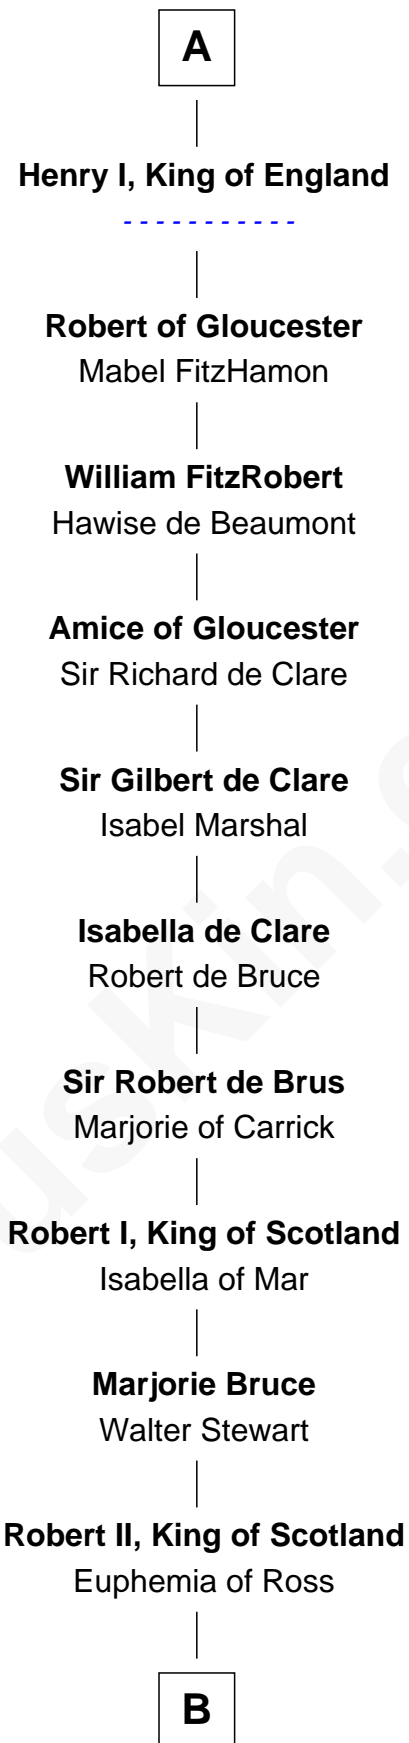 A
Henry I, King of England
- - - - - - - - - - -
Robert of Gloucester
Mabel FitzHamon
William FitzRobert
Hawise de Beaumont
Amice of Gloucester
Sir Richard de Clare
Sir Gilbert de Clare
Isabel Marshal
Isabella de Clare
Robert de Bruce
Sir Robert de Brus
Marjorie of Carrick
Robert I, King of Scotland
Isabella of Mar
Marjorie Bruce
Walter Stewart
Robert II, King of Scotland
Euphemia of Ross
B